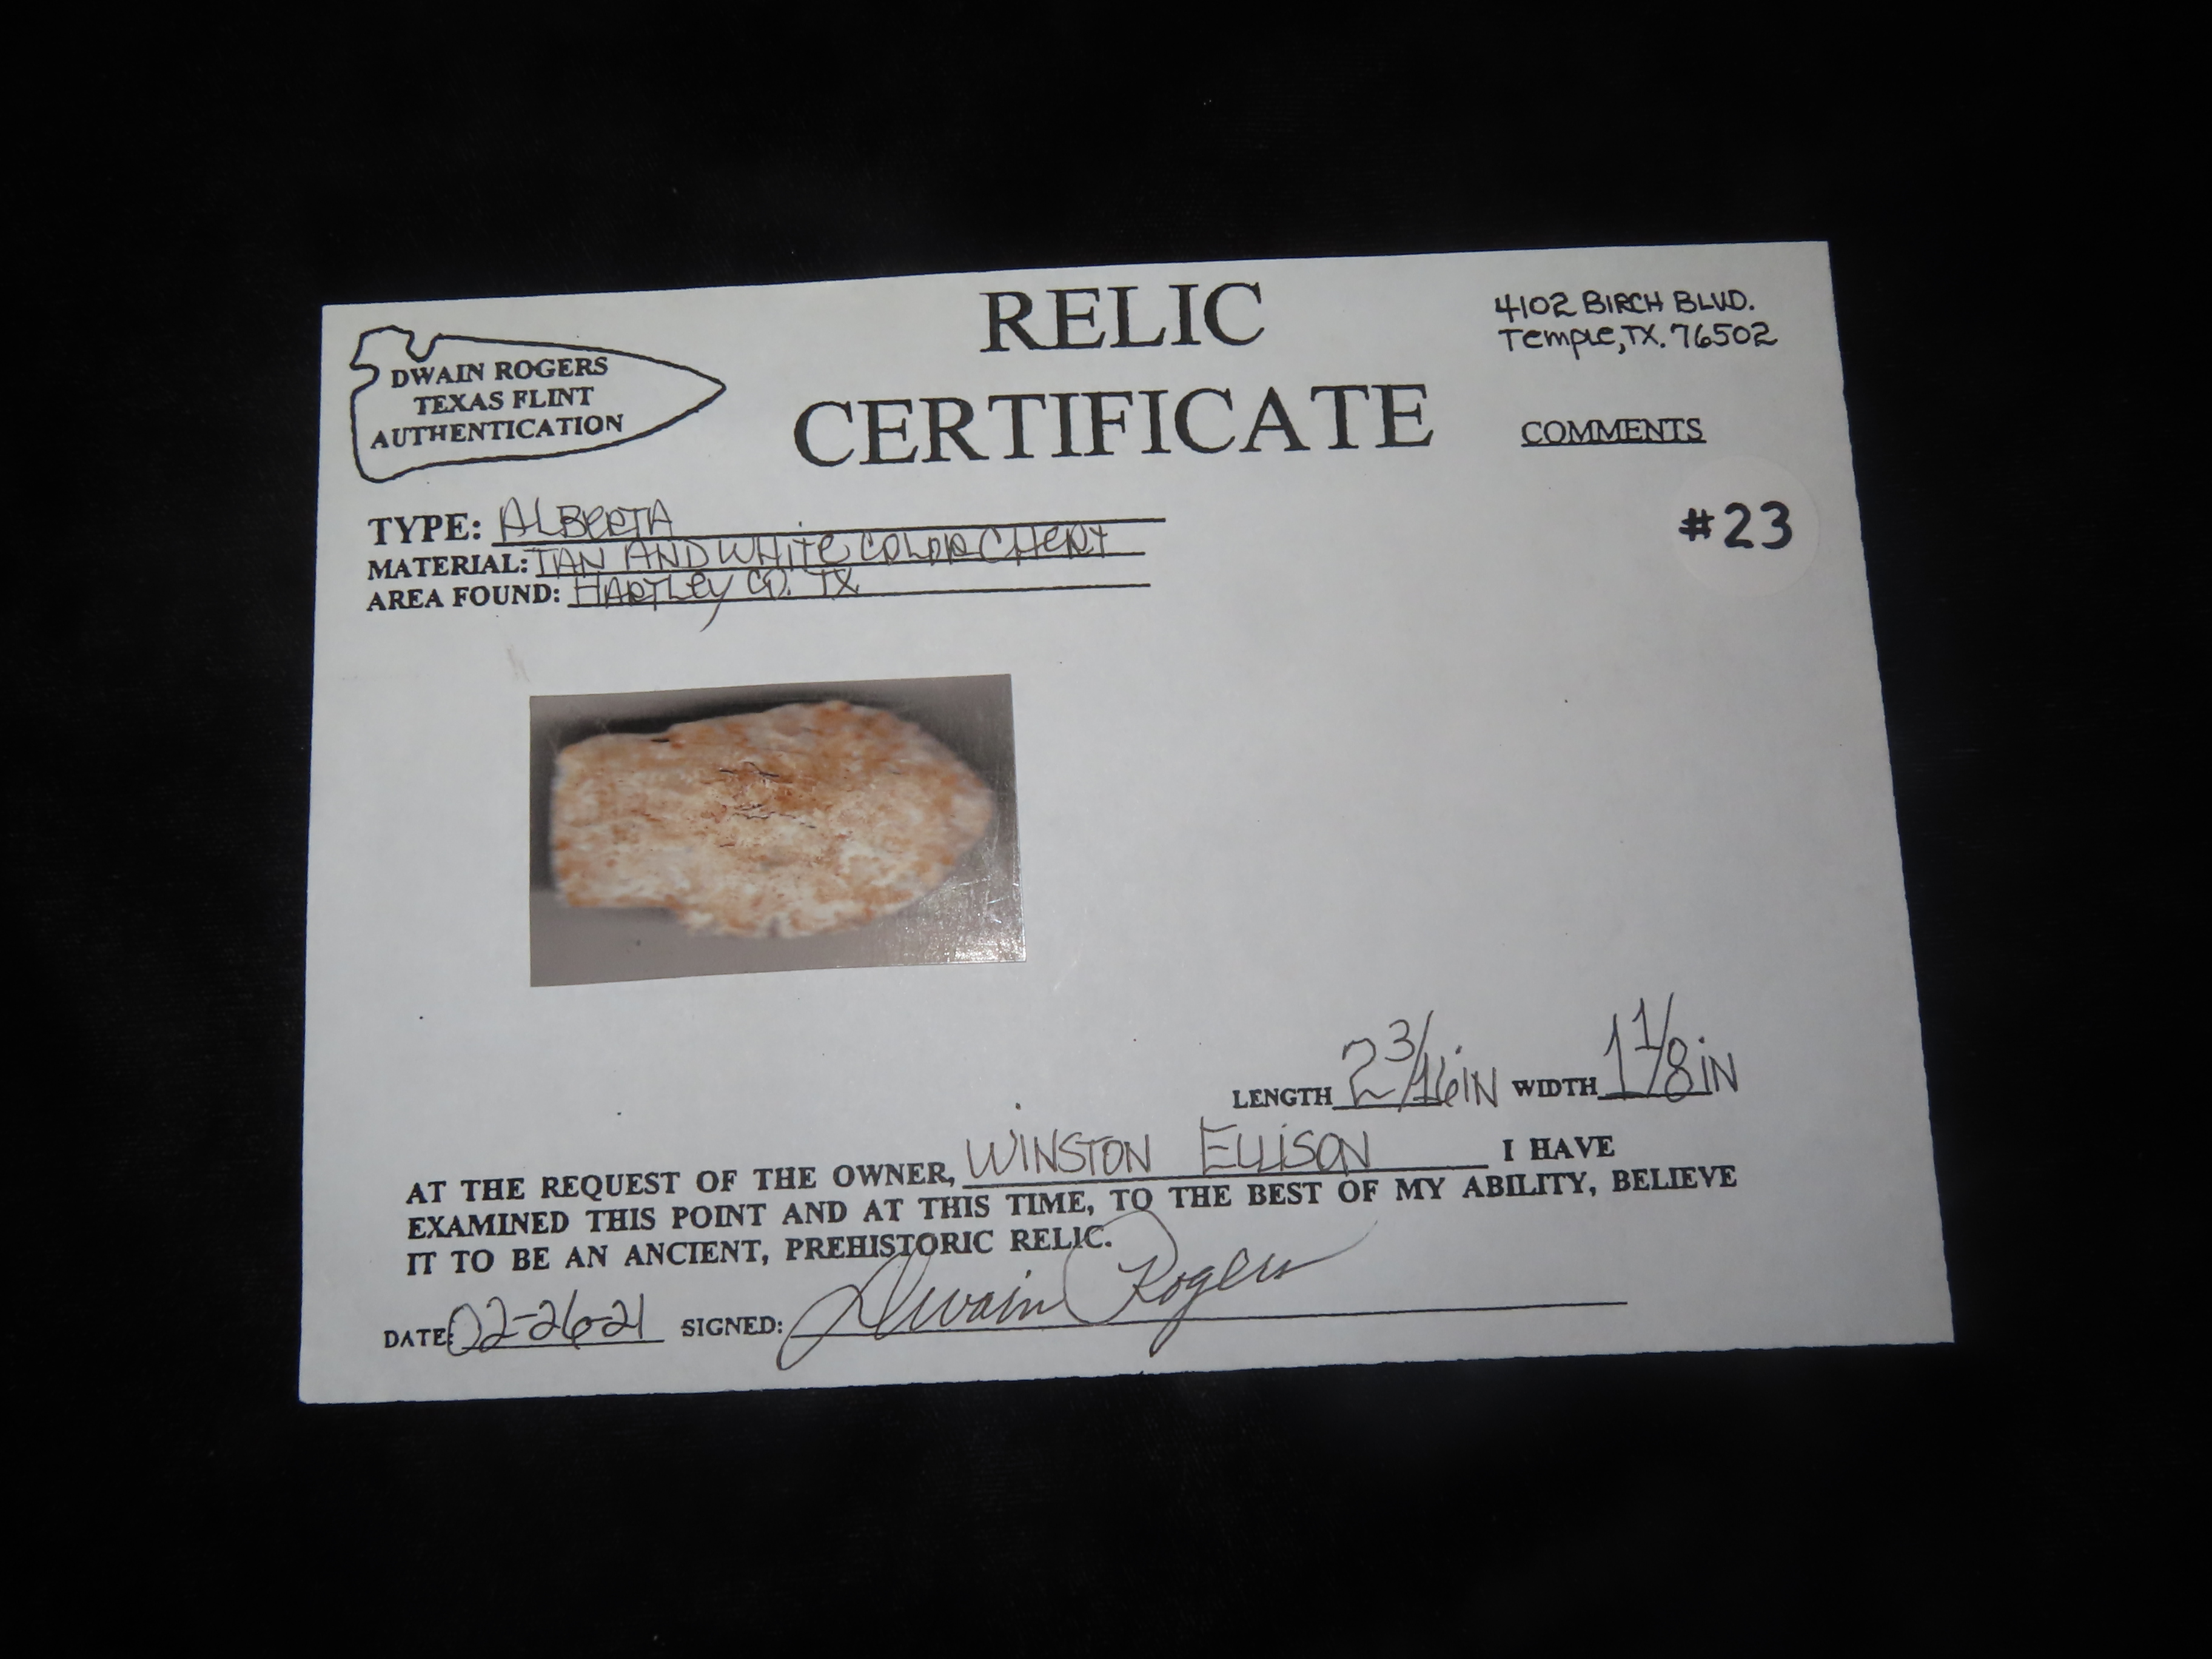 RELIC
CERTIFICATE
4102 BIRCH BLVD.
Temple, TX. 76502
DWAIN ROGERS
TEXAS FLINT
AUTHENTICATION
COMMENTS
#23
TYPE: ALBERTA
MATERIAL: TAN AND WHITE COLOR CHERT
AREA FOUND: HARTLEY CO. TX
LENGTH 2 3/16 IN WIDTH 1 1/8 IN
AT THE REQUEST OF THE OWNER, WINSTON ELLISON I HAVE
EXAMINED THIS POINT AND AT THIS TIME, TO THE BEST OF MY ABILITY, BELIEVE
IT TO BE AN ANCIENT, PREHISTORIC RELIC.
DATE: 02-26-21 SIGNED: Dwain Rogers